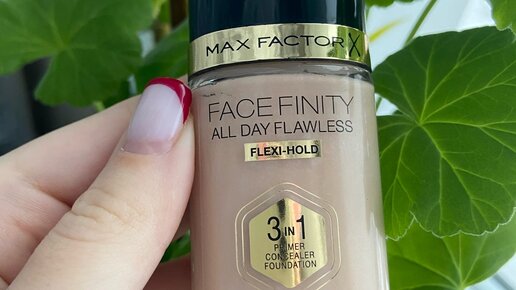 MAX FACTOR X
FACE FINITY
ALL DAY FLAWLESS
FLEXI-HOLD
3 IN 1
PRIMER
CONCEALER
FOUNDATION